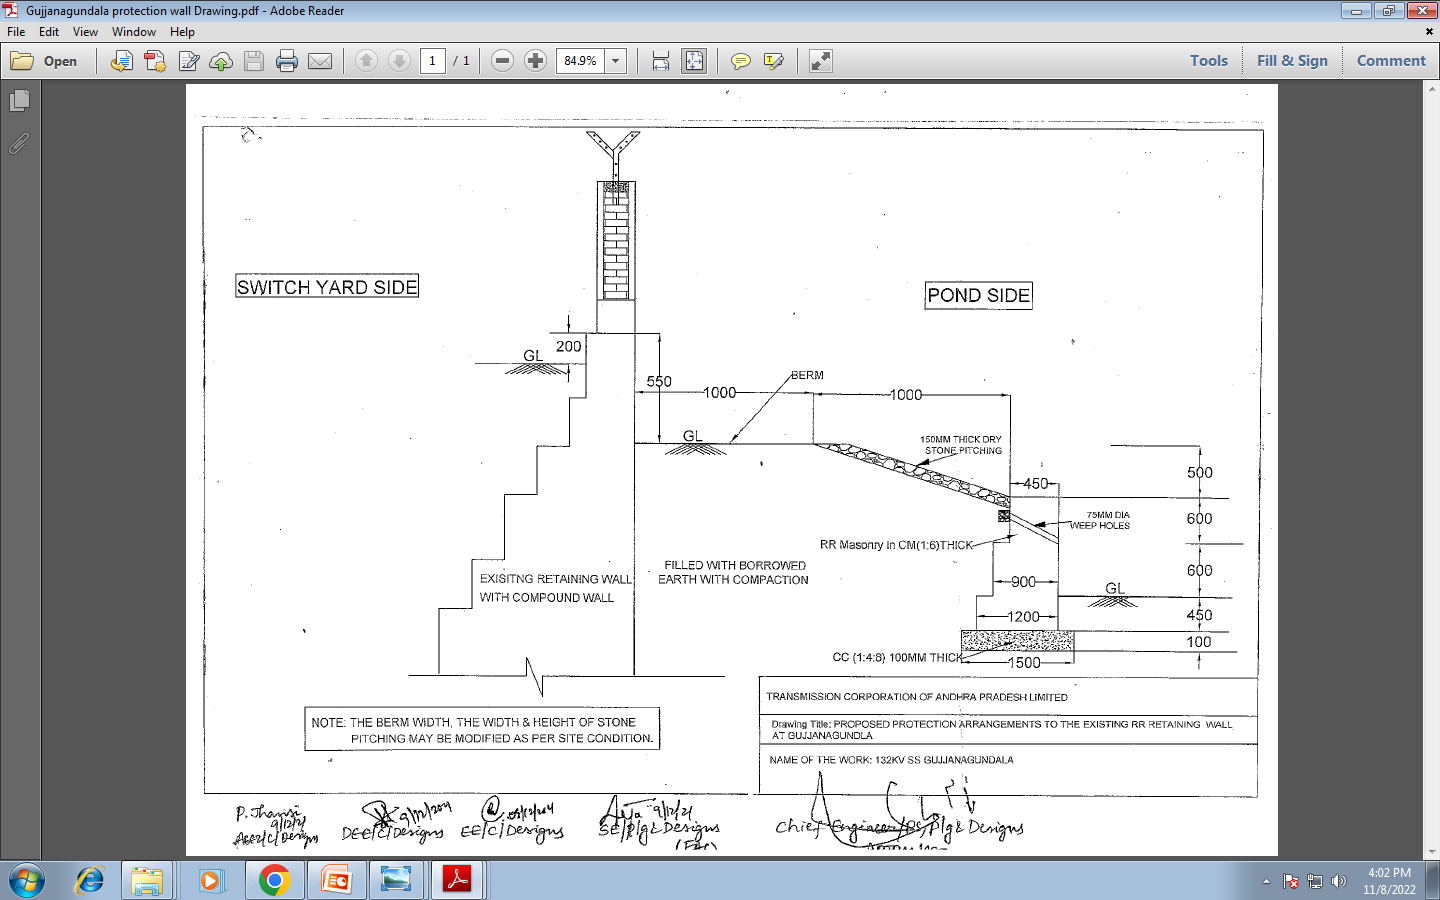 Gujjanagundala protection wall Drawing.pdf - Adobe Reader
File Edit View Window Help
Open
1 / 1
84.9%
Tools
Fill & Sign
Comment
SWITCH YARD SIDE
POND SIDE
200
GL
550
1000
BERM
1000
GL
150MM THICK DRY
STONE PITCHING
450
500
75MM DIA
WEEP HOLES
600
RR Masonry in CM(1:6)THICK
EXISITNG RETAINING WALL
WITH COMPOUND WALL
FILLED WITH BORROWED
EARTH WITH COMPACTION
600
900
GL
1200
450
100
CC (1:4:8) 100MM THICK
1500
NOTE: THE BERM WIDTH, THE WIDTH & HEIGHT OF STONE
PITCHING MAY BE MODIFIED AS PER SITE CONDITION.
TRANSMISSION CORPORATION OF ANDHRA PRADESH LIMITED
Drawing Title: PROPOSED PROTECTION ARRANGEMENTS TO THE EXISTING RR RETAINING WALL
AT GUJJANAGUNDLA
NAME OF THE WORK: 132KV SS GUJJANAGUNDALA
9/12/21
DEE/C/Designs
EE/C/Designs
9/12/21
SE/Plg& Designs
Chief Engineer/ Plg& Designs
4:02 PM
11/8/2022